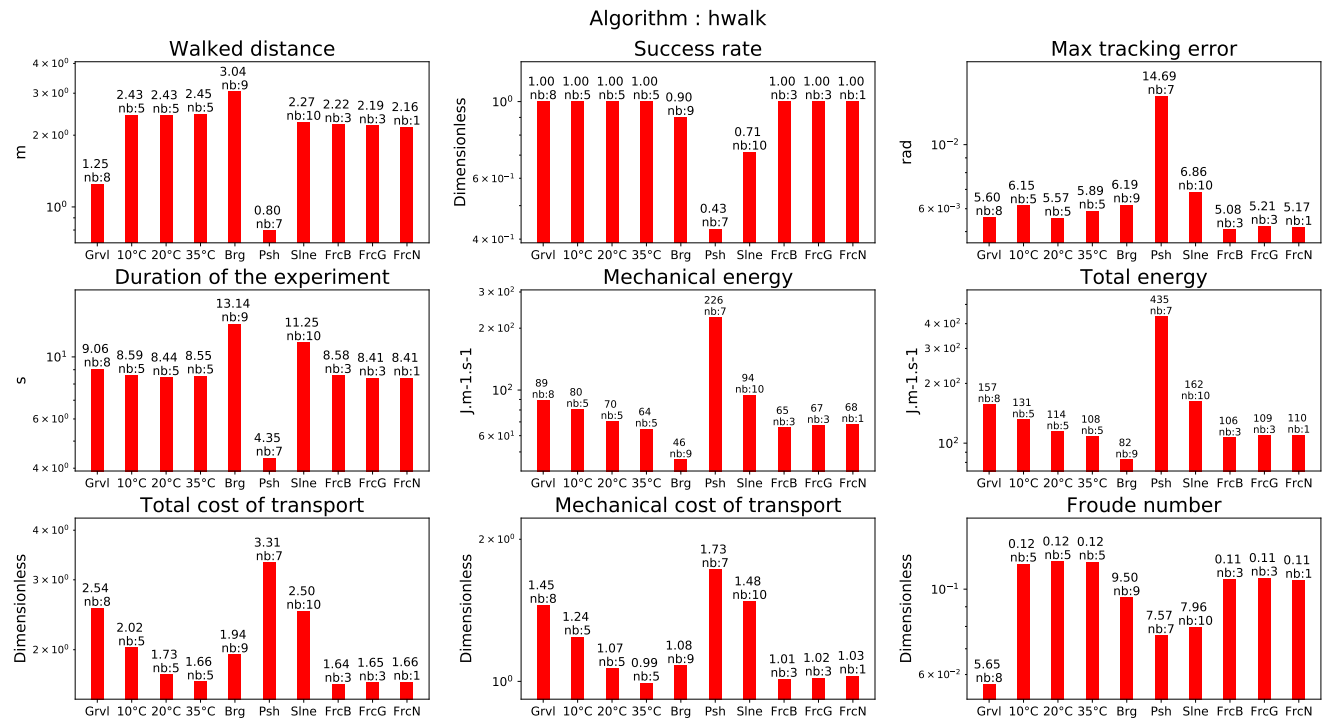 Algorithm : hwalk
Walked distance
m
4 × 10⁰
3 × 10⁰
2 × 10⁰
10⁰
1.25
nb:8
2.43
nb:5
2.43
nb:5
2.45
nb:5
3.04
nb:9
0.80
nb:7
2.27
nb:10
2.22
nb:3
2.19
nb:3
2.16
nb:1
Grvl 10°C 20°C 35°C Brg Psh Slne FrcB FrcG FrcN
Success rate
Dimensionless
10⁰
6 × 10⁻¹
4 × 10⁻¹
1.00
nb:8
1.00
nb:5
1.00
nb:5
1.00
nb:5
0.90
nb:9
0.43
nb:7
0.71
nb:10
1.00
nb:3
1.00
nb:3
1.00
nb:1
Grvl 10°C 20°C 35°C Brg Psh Slne FrcB FrcG FrcN
Max tracking error
rad
10⁻²
6 × 10⁻³
5.60
nb:8
6.15
nb:5
5.57
nb:5
5.89
nb:5
6.19
nb:9
14.69
nb:7
6.86
nb:10
5.08
nb:3
5.21
nb:3
5.17
nb:1
Grvl 10°C 20°C 35°C Brg Psh Slne FrcB FrcG FrcN
Duration of the experiment
s
10¹
6 × 10⁰
4 × 10⁰
9.06
nb:8
8.59
nb:5
8.44
nb:5
8.55
nb:5
13.14
nb:9
4.35
nb:7
11.25
nb:10
8.58
nb:3
8.41
nb:3
8.41
nb:1
Grvl 10°C 20°C 35°C Brg Psh Slne FrcB FrcG FrcN
Mechanical energy
J.m-1.s-1
3 × 10²
2 × 10²
10²
6 × 10¹
89
nb:8
80
nb:5
70
nb:5
64
nb:5
46
nb:9
226
nb:7
94
nb:10
65
nb:3
67
nb:3
68
nb:1
Grvl 10°C 20°C 35°C Brg Psh Slne FrcB FrcG FrcN
Total energy
J.m-1.s-1
4 × 10²
3 × 10²
2 × 10²
10²
157
nb:8
131
nb:5
114
nb:5
108
nb:5
82
nb:9
435
nb:7
162
nb:10
106
nb:3
109
nb:3
110
nb:1
Grvl 10°C 20°C 35°C Brg Psh Slne FrcB FrcG FrcN
Total cost of transport
Dimensionless
4 × 10⁰
3 × 10⁰
2 × 10⁰
2.54
nb:8
2.02
nb:5
1.73
nb:5
1.66
nb:5
1.94
nb:9
3.31
nb:7
2.50
nb:10
1.64
nb:3
1.65
nb:3
1.66
nb:1
Grvl 10°C 20°C 35°C Brg Psh Slne FrcB FrcG FrcN
Mechanical cost of transport
Dimensionless
2 × 10⁰
10⁰
1.45
nb:8
1.24
nb:5
1.07
nb:5
0.99
nb:5
1.08
nb:9
1.73
nb:7
1.48
nb:10
1.01
nb:3
1.02
nb:3
1.03
nb:1
Grvl 10°C 20°C 35°C Brg Psh Slne FrcB FrcG FrcN
Froude number
Dimensionless
10⁻¹
6 × 10⁻²
5.65
nb:8
0.12
nb:5
0.12
nb:5
0.12
nb:5
9.50
nb:9
7.57
nb:7
7.96
nb:10
0.11
nb:3
0.11
nb:3
0.11
nb:1
Grvl 10°C 20°C 35°C Brg Psh Slne FrcB FrcG FrcN